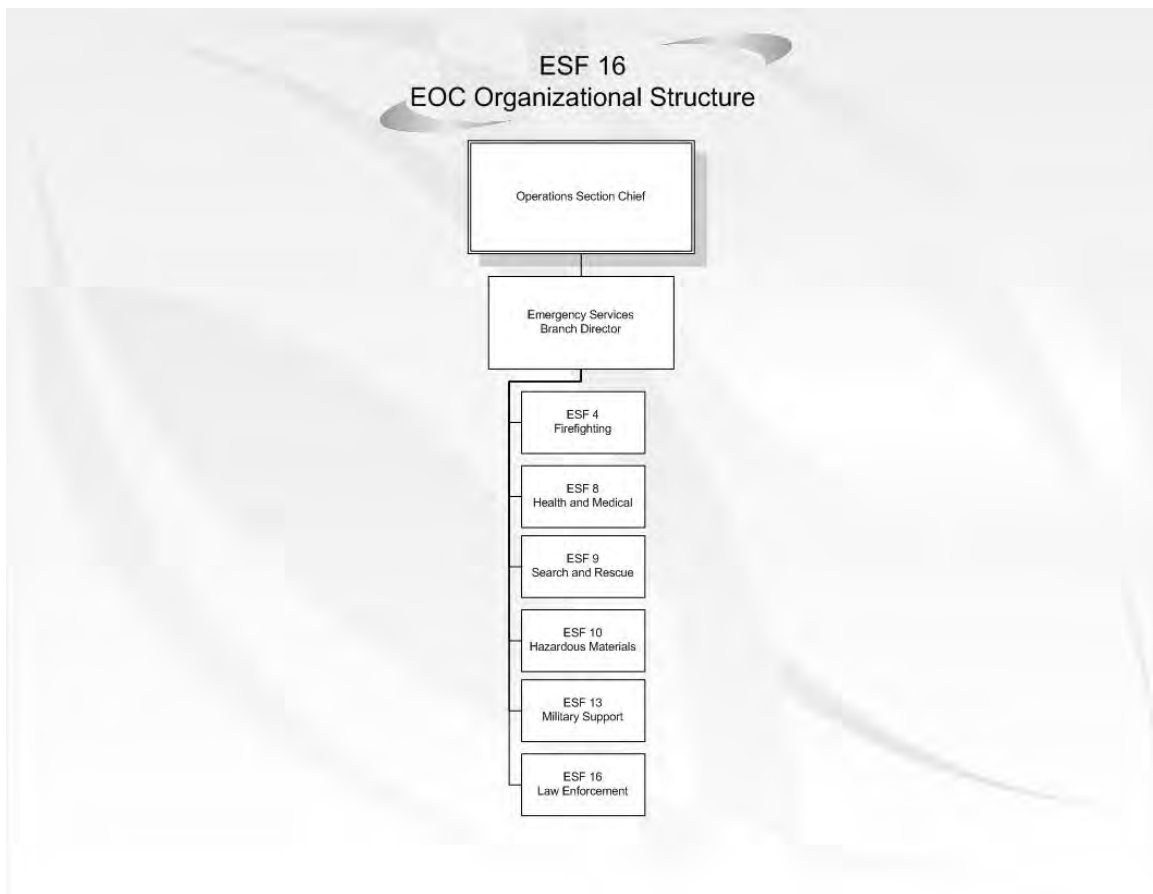 ESF 16
EOC Organizational Structure
Operations Section Chief
Emergency Services
Branch Director
ESF 4
Firefighting
ESF 8
Health and Medical
ESF 9
Search and Rescue
ESF 10
Hazardous Materials
ESF 13
Military Support
ESF 16
Law Enforcement